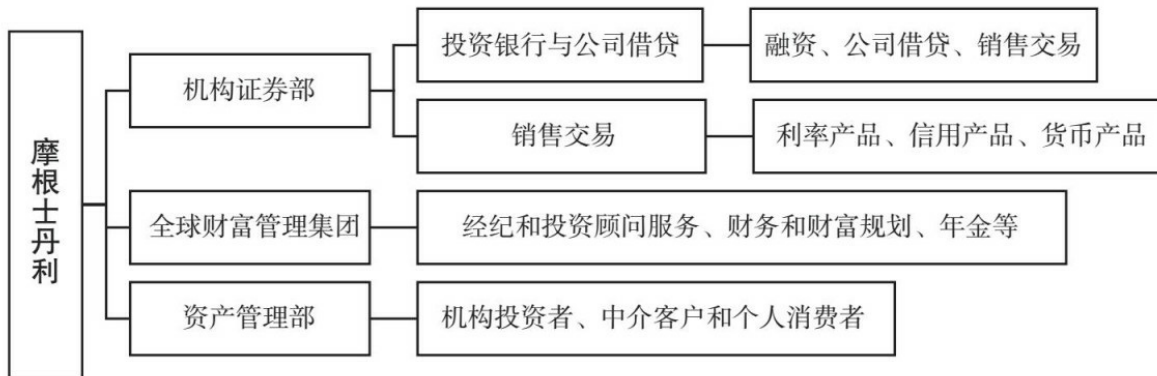 摩根士丹利
机构证券部
投资银行与公司借贷
融资、公司借贷、销售交易
销售交易
利率产品、信用产品、货币产品
全球财富管理集团
经纪和投资顾问服务、财务和财富规划、年金等
资产管理部
机构投资者、中介客户和个人消费者